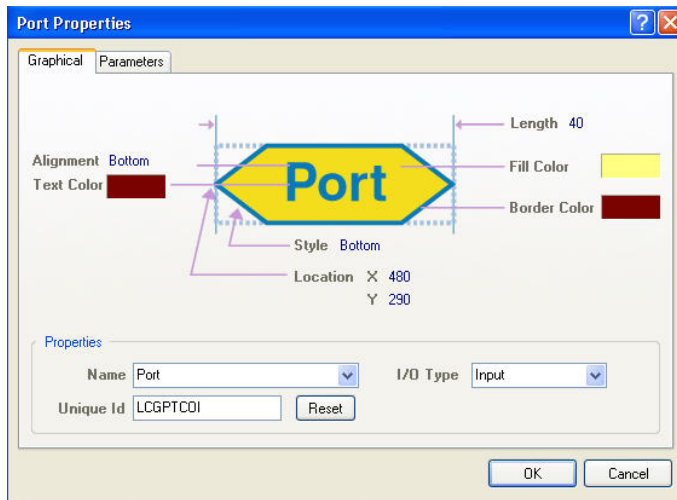 Port Properties
Graphical Parameters
Length 40
Alignment Bottom
Fill Color
Text Color
Port
Border Color
Style Bottom
Location X 480
Y 290
Properties
Name Port I/O Type Input
Unique Id LCGPTCOI Reset
OK Cancel